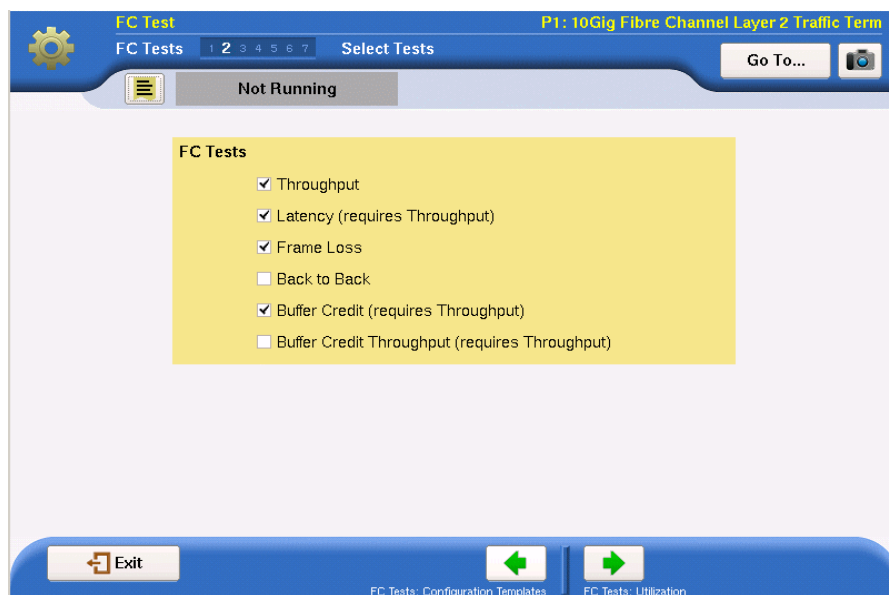 FC Test
P1: 10Gig Fibre Channel Layer 2 Traffic Term
FC Tests 1 2 3 4 5 6 7 Select Tests
Go To...
Not Running
FC Tests
Throughput
Latency (requires Throughput)
Frame Loss
Back to Back
Buffer Credit (requires Throughput)
Buffer Credit Throughput (requires Throughput)
Exit
FC Tests: Configuration Templates
FC Tests: Utilization